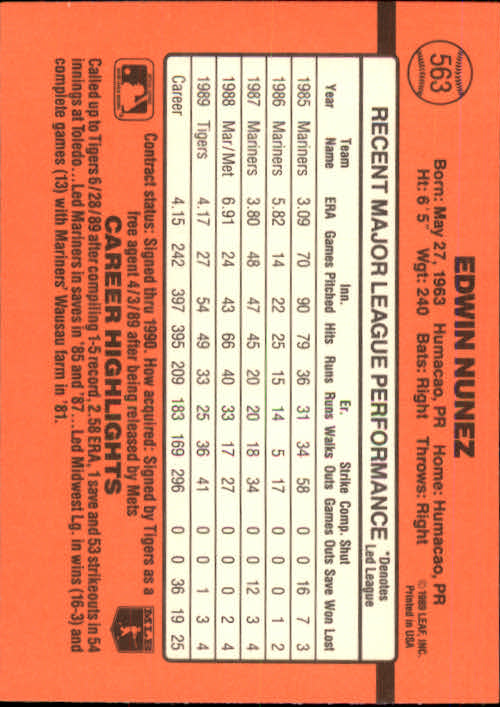 563
EDWIN NUNEZ
Born: May 27, 1963 Humacao, PR Home: Humacao, PR
Ht: 6' 5" Wgt: 240 Bats: Right Throws: Right
© 1989 LEAF, INC.
Printed in USA
RECENT MAJOR LEAGUE PERFORMANCE *Denotes
Led League
Team Inn. Er. Strike Comp. Shut
Year Name ERA Games Pitched Hits Runs Runs Walks Outs Games Outs Save Won Lost
1985 Mariners 3.09 70 90 79 36 31 34 58 0 0 16 7 3
1986 Mariners 5.82 14 22 25 15 14 5 17 0 0 0 1 2
1987 Mariners 3.80 48 47 45 20 20 18 34 0 0 12 3 4
1988 Mar/Met 6.91 24 43 66 40 33 17 27 0 0 0 2 4
1989 Tigers 4.17 27 54 49 33 25 36 41 0 0 1 3 4
Career 4.15 242 397 395 209 183 169 296 0 0 36 19 25
Contract status: Signed thru 1990. How acquired: Signed by Tigers as a
free agent 4/3/89 after being released by Mets
MLB
CAREER HIGHLIGHTS
Called up to Tigers 6/28/89 after compiling 1-5 record, 2.58 ERA, 1 save and 53 strikeouts in 54
innings at Toledo...Led Mariners in saves in '85 and '87...Led Midwest Lg. in wins (16-3) and
complete games (13) with Mariners' Wausau farm in '81.